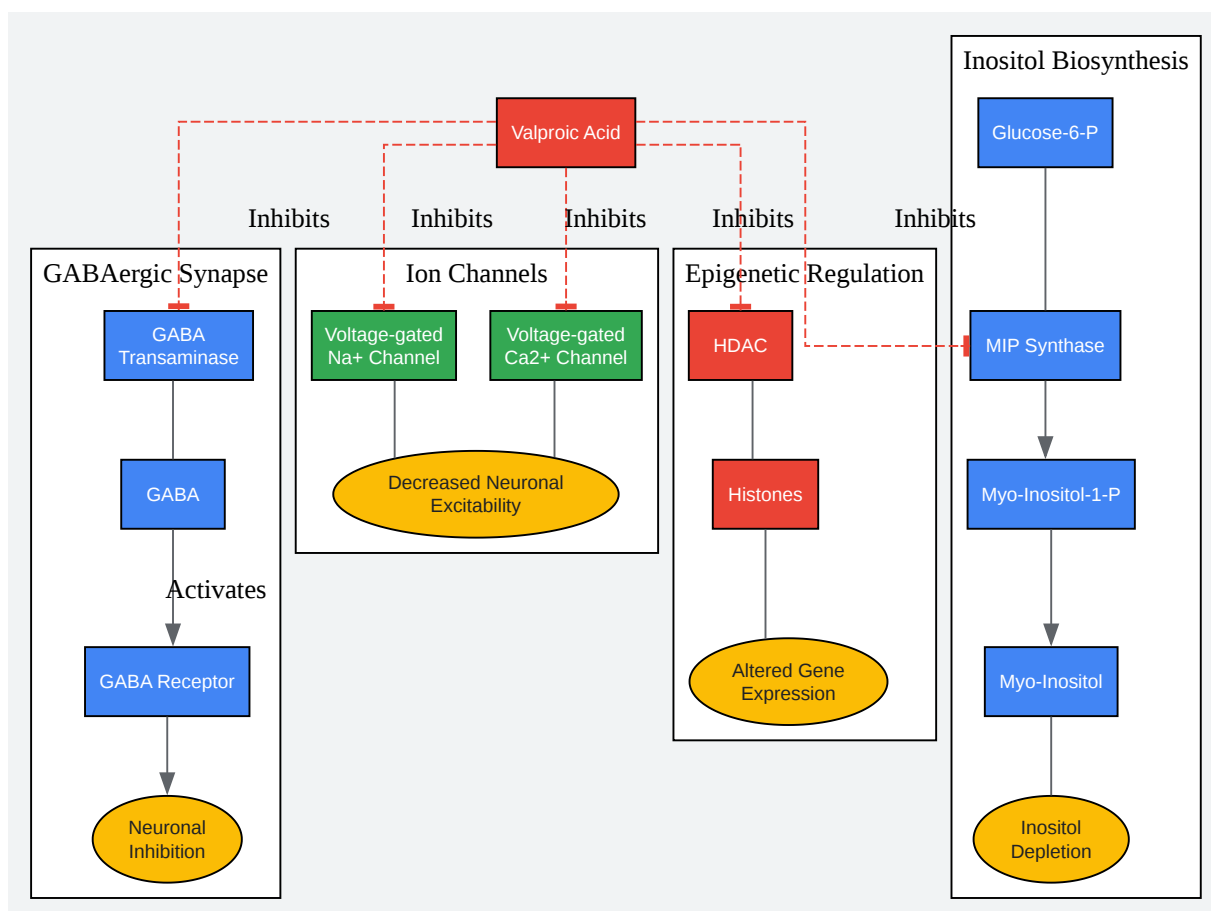 Inositol Biosynthesis
Valproic Acid
Glucose-6-P
Inhibits
Inhibits
Inhibits
Inhibits
Inhibits
GABAergic Synapse
Ion Channels
Epigenetic Regulation
GABA
Transaminase
Voltage-gated
Na+ Channel
Voltage-gated
Ca2+ Channel
HDAC
MIP Synthase
GABA
Decreased Neuronal
Excitability
Histones
Myo-Inositol-1-P
Activates
GABA Receptor
Altered Gene
Expression
Myo-Inositol
Neuronal
Inhibition
Inositol
Depletion